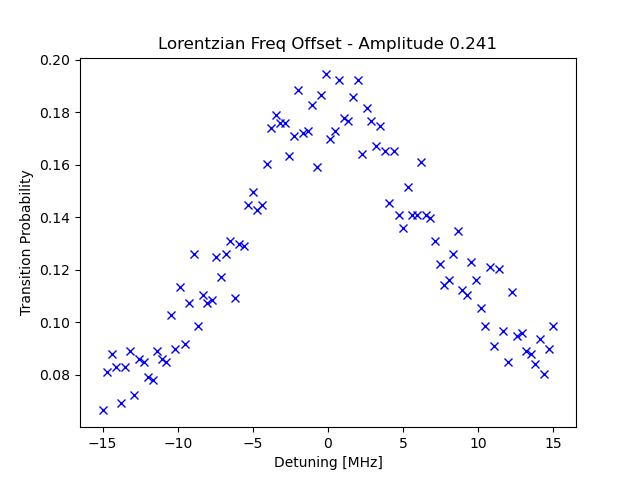 Lorentzian Freq Offset - Amplitude 0.241
0.20
0.18
0.16
0.14
0.12
0.10
0.08
Transition Probability
−15 −10 −5 0 5 10 15
Detuning [MHz]